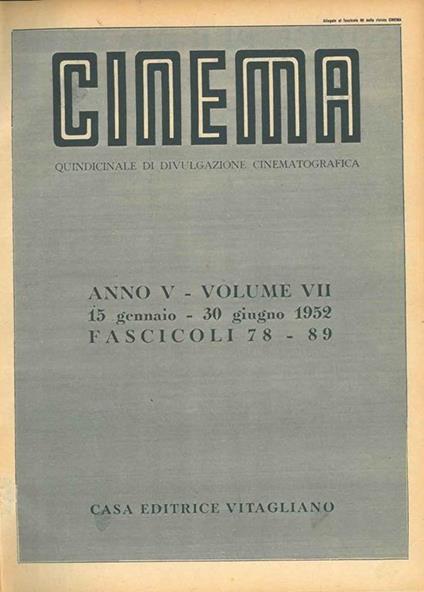 Allegato al fascicolo 90 della rivista CINEMA
CINEMA
QUINDICINALE DI DIVULGAZIONE CINEMATOGRAFICA
ANNO V - VOLUME VII
15 gennaio - 30 giugno 1952
FASCICOLI 78 - 89
CASA EDITRICE VITAGLIANO